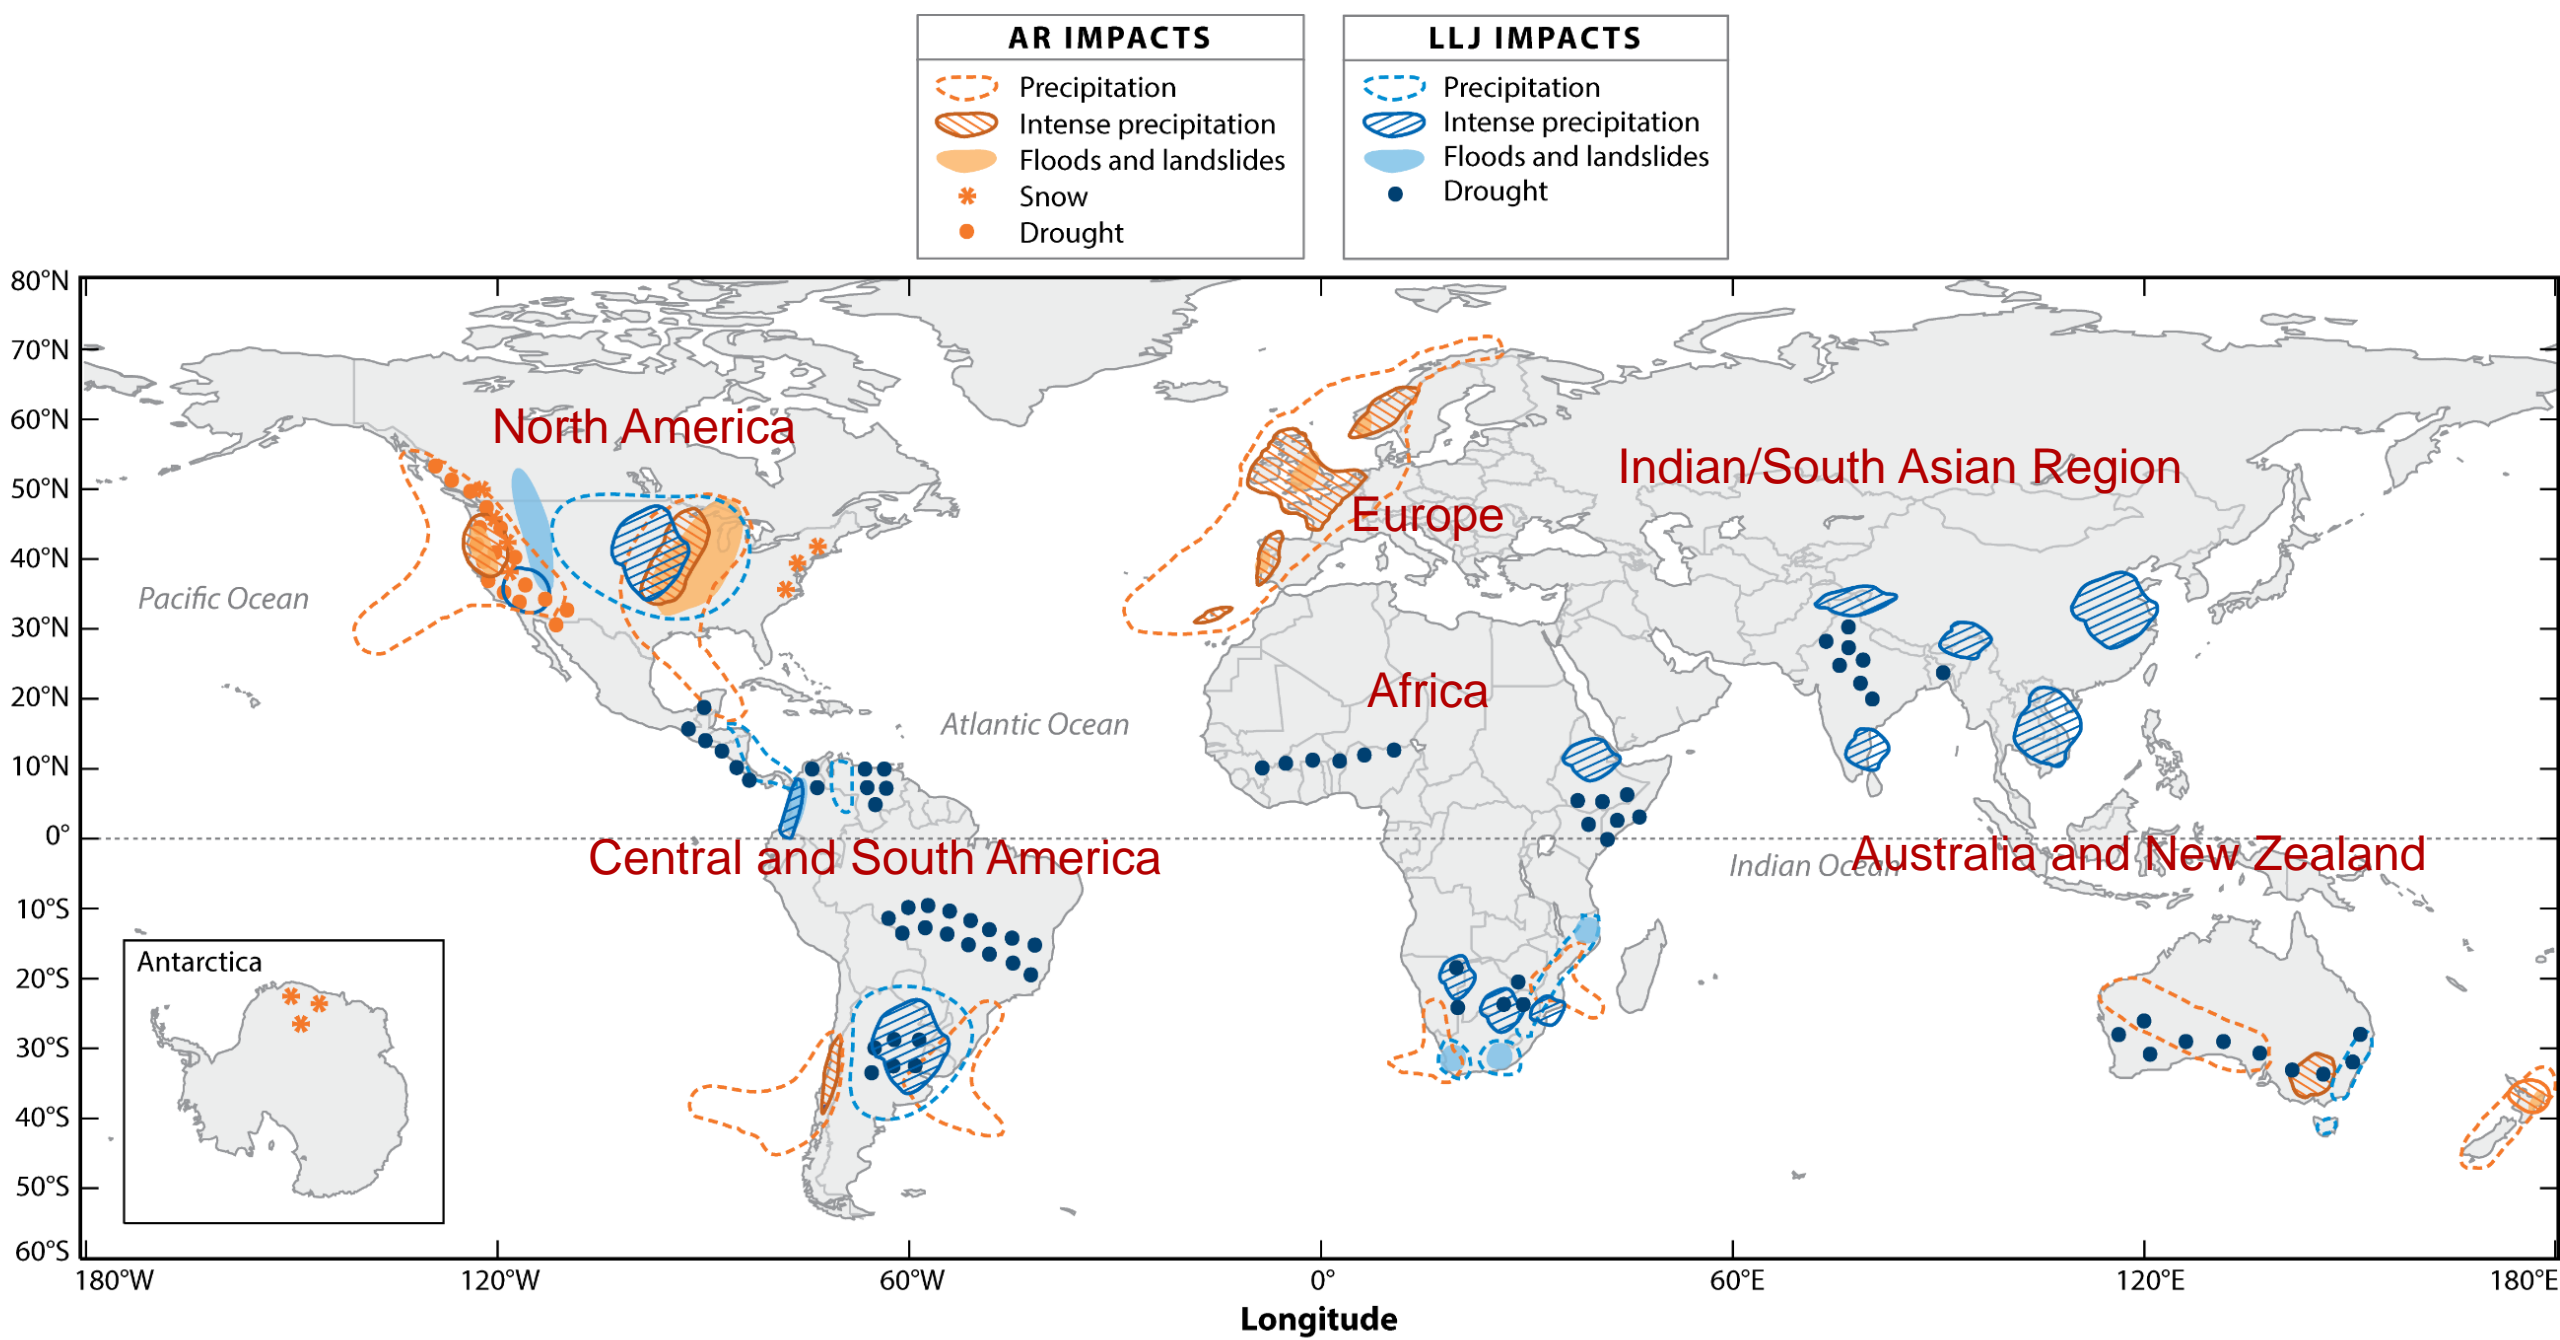 AR IMPACTS
Precipitation
Intense precipitation
Floods and landslides
Snow
Drought
LLJ IMPACTS
Precipitation
Intense precipitation
Floods and landslides
Drought
80°N
70°N
60°N
50°N
40°N
30°N
20°N
10°N
0°
10°S
20°S
30°S
40°S
50°S
60°S
North America
Indian/South Asian Region
Europe
Pacific Ocean
Africa
Atlantic Ocean
Central and South America
Indian Ocean
Australia and New Zealand
Antarctica
180°W
120°W
60°W
0°
60°E
120°E
180°E
Longitude